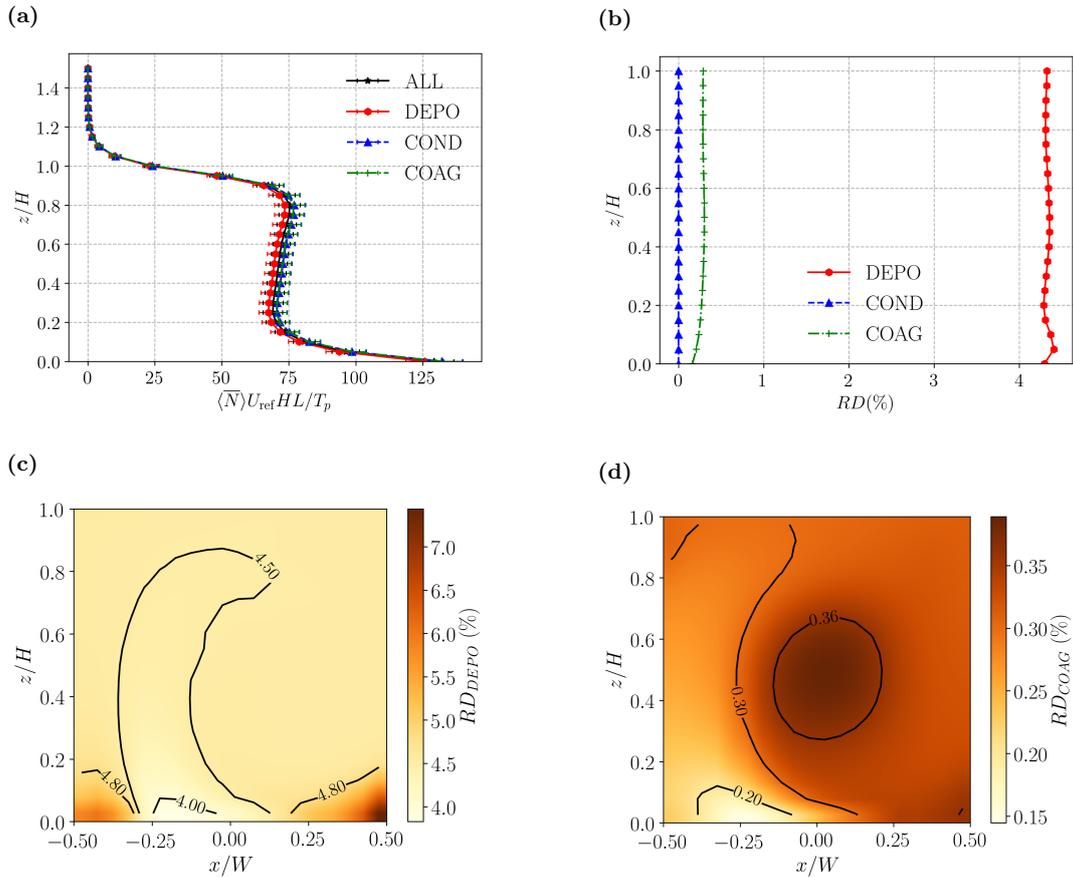 (a)
1.4
1.2
1.0
0.8
0.6
0.4
0.2
0.0
z/H
0 25 50 75 100 125
⟨N̅⟩U_ref HL/T_p
ALL
DEPO
COND
COAG
(b)
1.0
0.8
0.6
0.4
0.2
0.0
z/H
0 1 2 3 4
RD(%)
DEPO
COND
COAG
(c)
1.0
0.8
0.6
0.4
0.2
0.0
z/H
−0.50 −0.25 0.00 0.25 0.50
x/W
4.50
4.80
4.00
4.80
7.0
6.5
6.0
5.5
5.0
4.5
4.0
RD_DEPO (%)
(d)
1.0
0.8
0.6
0.4
0.2
0.0
z/H
−0.50 −0.25 0.00 0.25 0.50
x/W
0.36
0.30
0.20
0.35
0.30
0.25
0.20
0.15
RD_COAG (%)